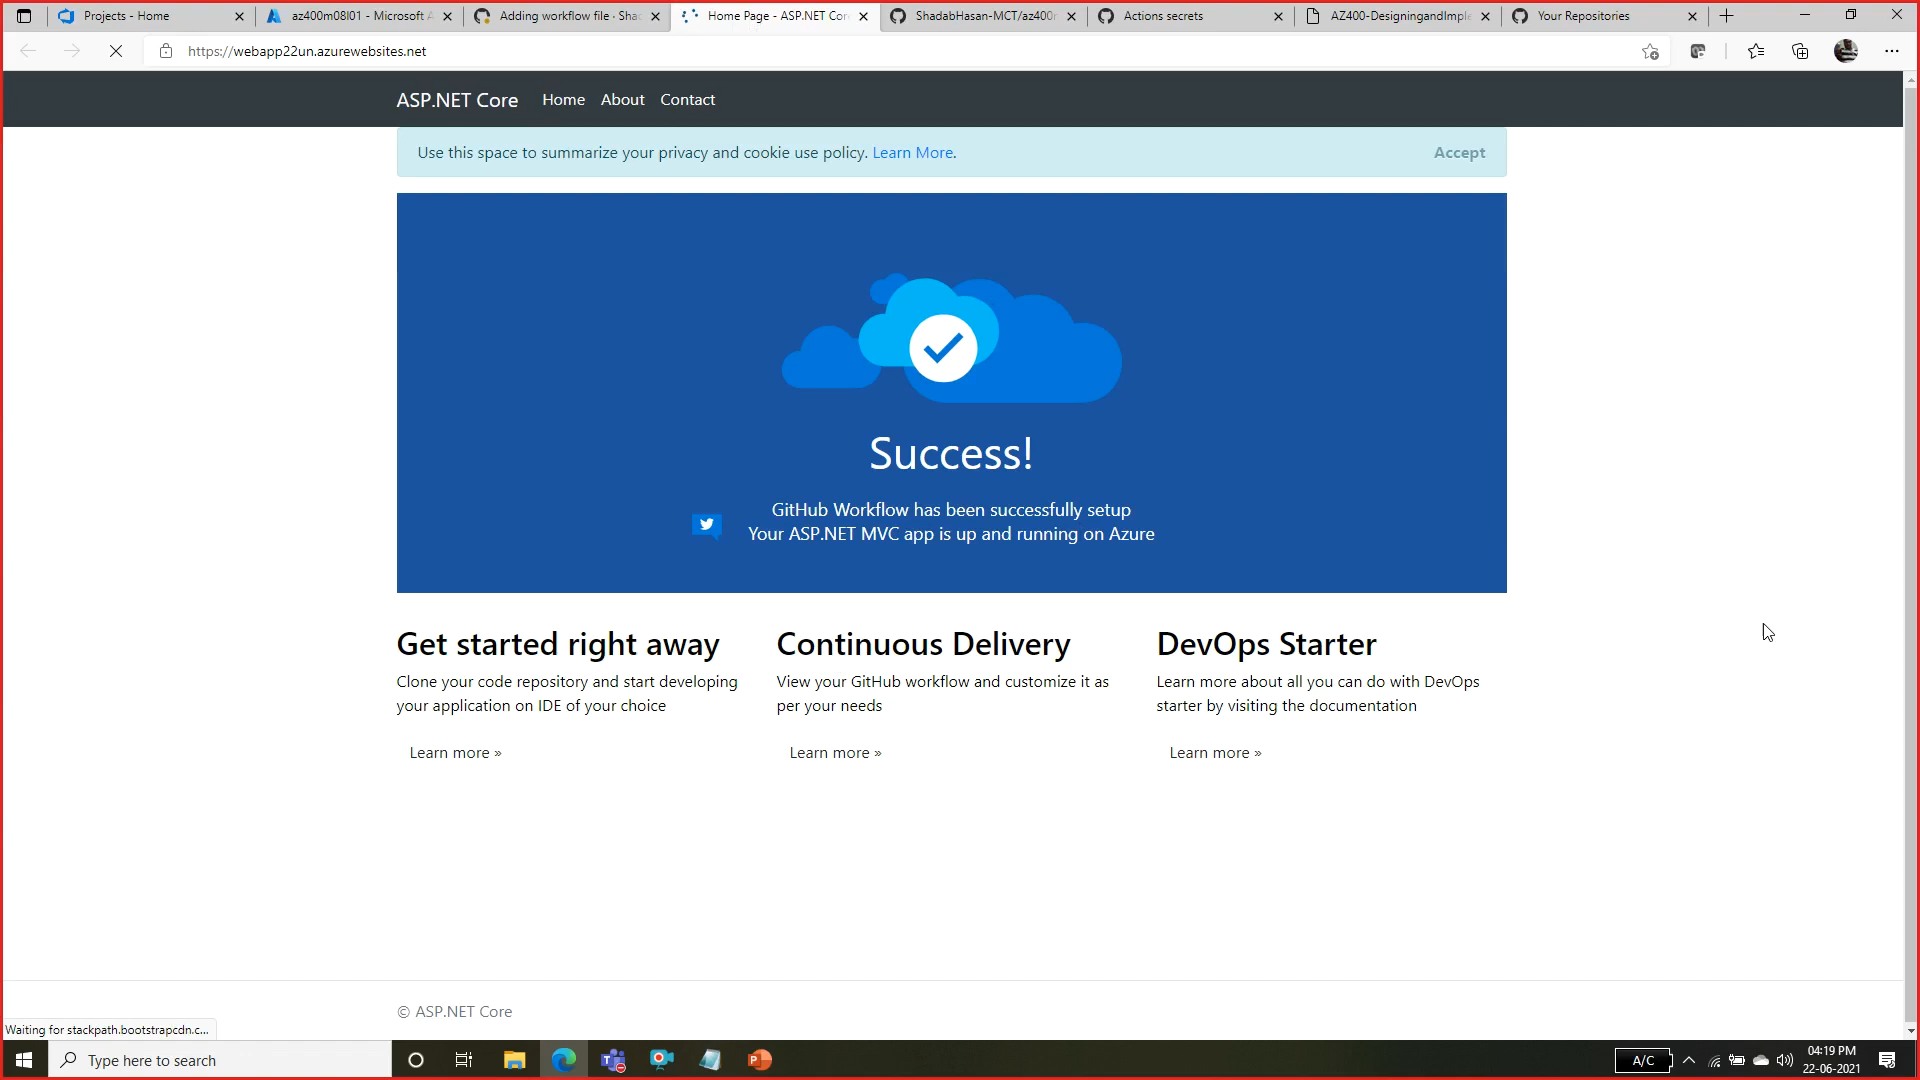 Projects - Home
az400m08l01 - Microsoft A
Adding workflow file · Shad
Home Page - ASP.NET Cor
ShadabHasan-MCT/az400m
Actions secrets
AZ400-DesigningandImple
Your Repositories
https://webapp22un.azurewebsites.net
ASP.NET Core
Home
About
Contact
Use this space to summarize your privacy and cookie use policy. Learn More.
Accept
Success!
GitHub Workflow has been successfully setup
Your ASP.NET MVC app is up and running on Azure
Get started right away
Clone your code repository and start developing
your application on IDE of your choice
Learn more »
Continuous Delivery
View your GitHub workflow and customize it as
per your needs
Learn more »
DevOps Starter
Learn more about all you can do with DevOps
starter by visiting the documentation
Learn more »
© ASP.NET Core
Waiting for stackpath.bootstrapcdn.c...
Type here to search
A/C
04:19 PM
22-06-2021